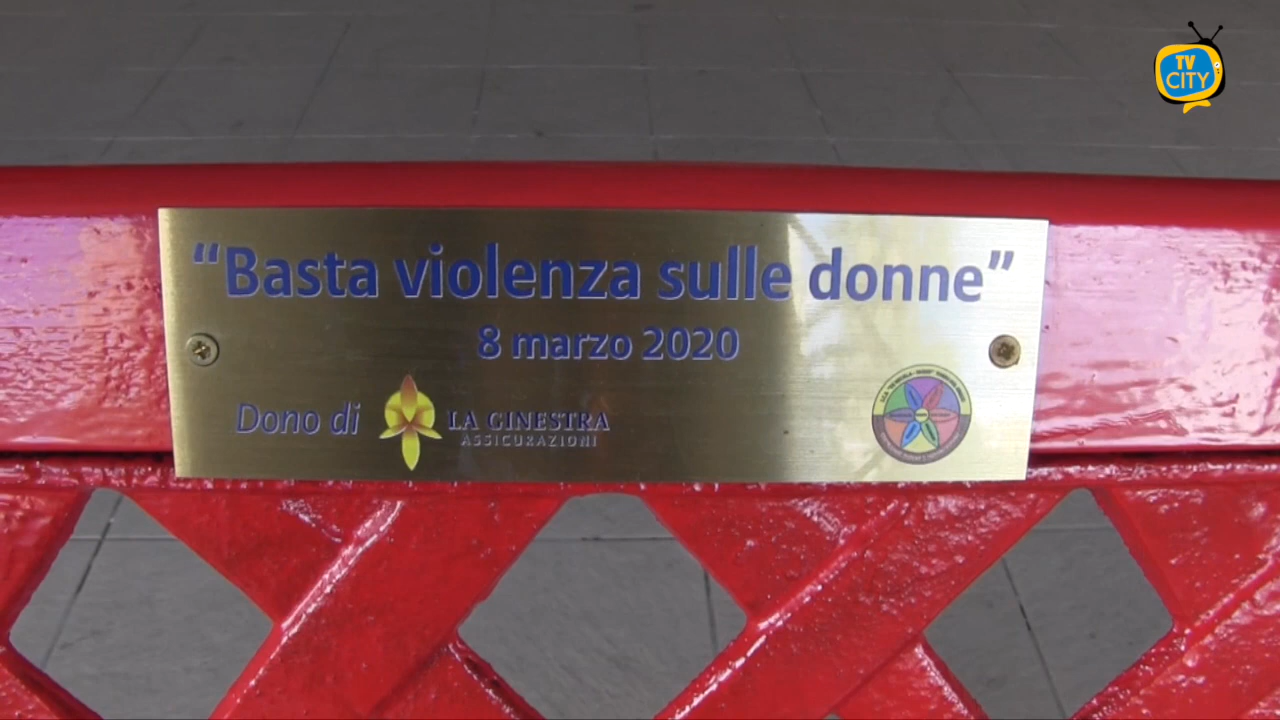 TV
CITY
“Basta violenza sulle donne”
8 marzo 2020
Dono di
LA GINESTRA
ASSICURAZIONI